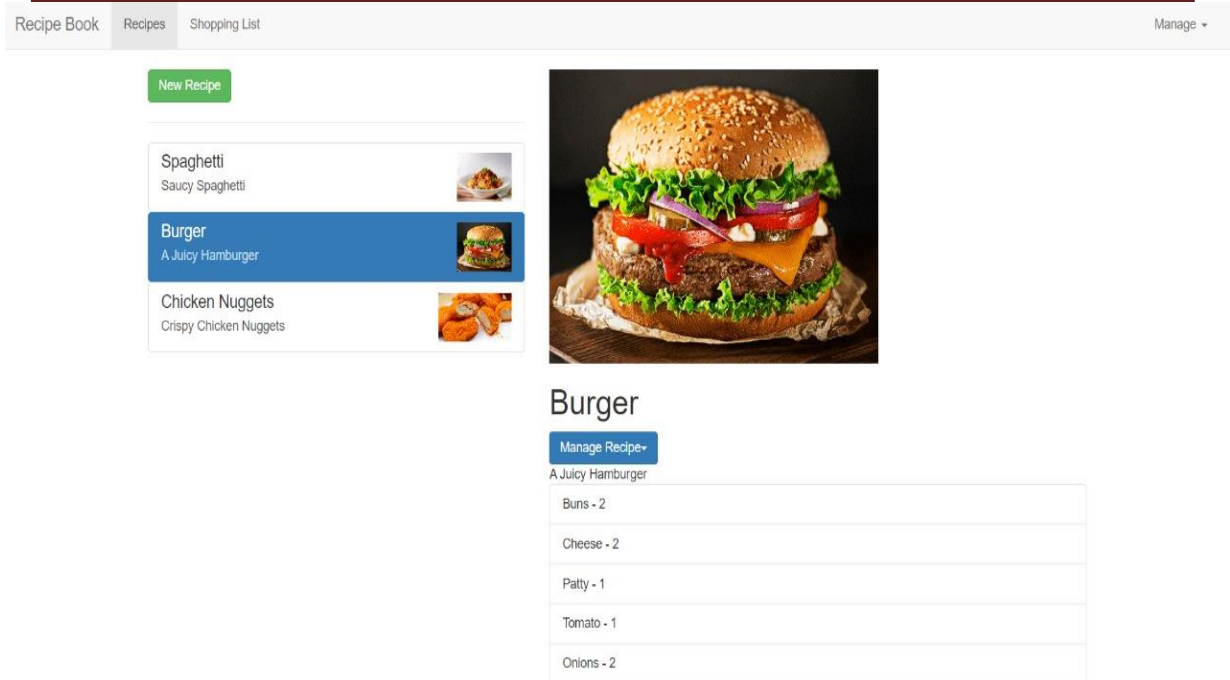 Recipe Book Recipes Shopping List Manage
New Recipe
Spaghetti
Saucy Spaghetti
Burger
A Juicy Hamburger
Chicken Nuggets
Crispy Chicken Nuggets
Burger
Manage Recipe
A Juicy Hamburger
Buns - 2
Cheese - 2
Patty - 1
Tomato - 1
Onions - 2